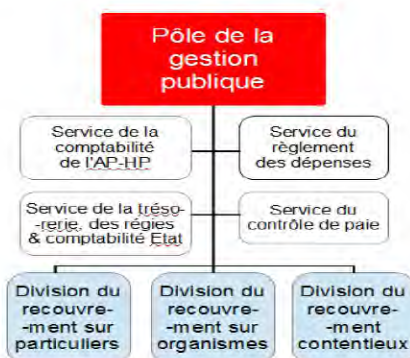 Pôle de la
gestion
publique
Service de la
comptabilité
de l'AP-HP
Service du
règlement
des dépenses
Service de la tréso-
-rerie, des régies
& comptabilité Etat
Service du
contrôle de paie
Division du
recouvre-
-ment sur
particuliers
Division du
recouvre-
-ment sur
organismes
Division du
recouvre-
-ment
contentieux